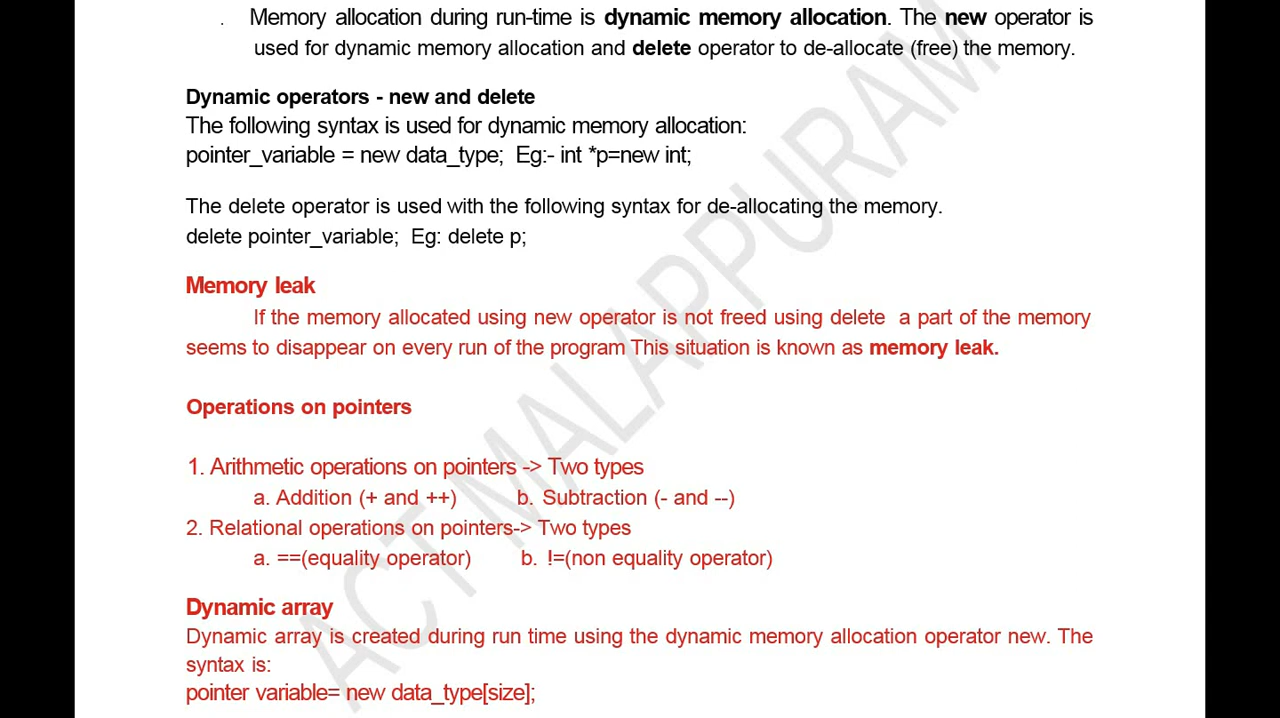 . Memory allocation during run-time is dynamic memory allocation. The new operator is
used for dynamic memory allocation and delete operator to de-allocate (free) the memory.
Dynamic operators - new and delete
The following syntax is used for dynamic memory allocation:
pointer_variable = new data_type; Eg:- int *p=new int;
The delete operator is used with the following syntax for de-allocating the memory.
delete pointer_variable; Eg: delete p;
Memory leak
If the memory allocated using new operator is not freed using delete a part of the memory
seems to disappear on every run of the program This situation is known as memory leak.
Operations on pointers
1. Arithmetic operations on pointers -> Two types
a. Addition (+ and ++) b. Subtraction (- and --)
2. Relational operations on pointers-> Two types
a. ==(equality operator) b. !=(non equality operator)
Dynamic array
Dynamic array is created during run time using the dynamic memory allocation operator new. The
syntax is:
pointer variable= new data_type[size];
ACT MALAPPURAM